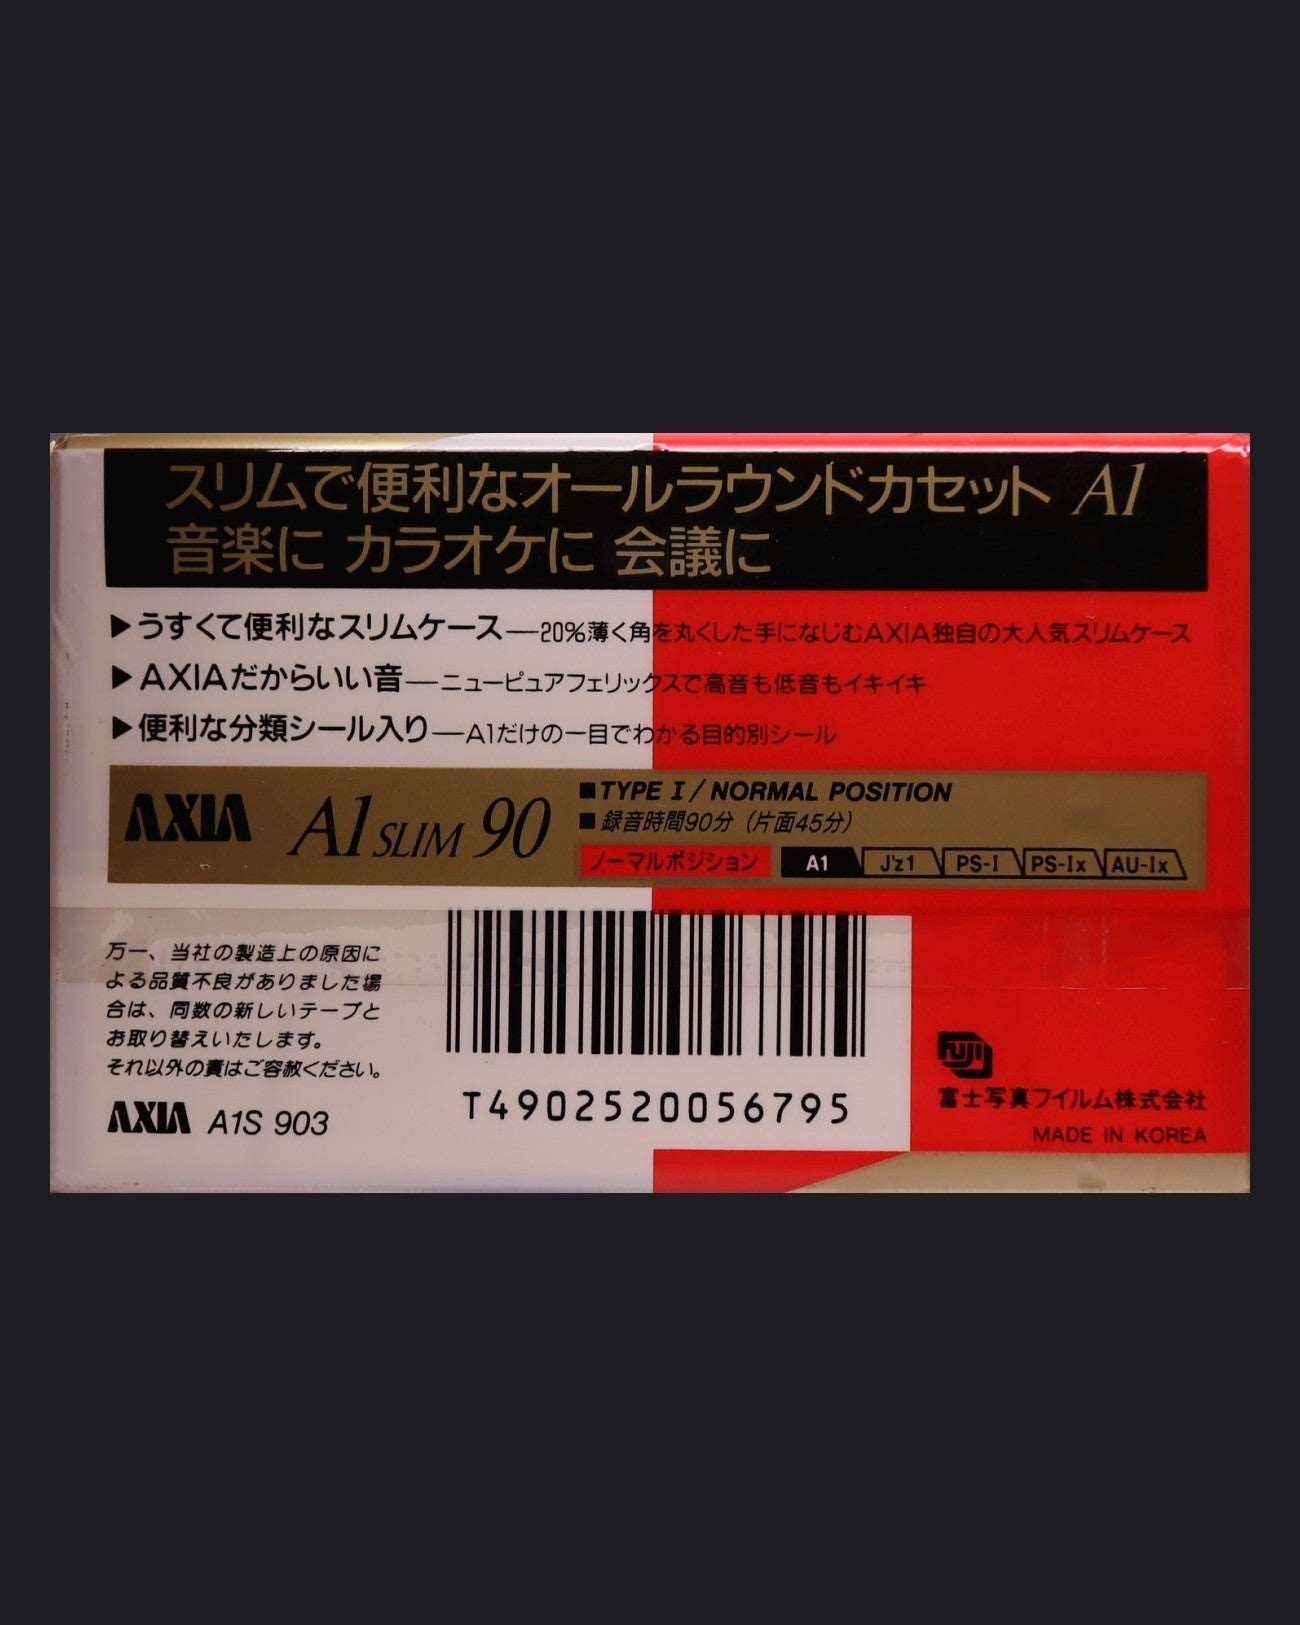 スリムで便利なオールラウンドカセット A1
音楽に カラオケに 会議に
▶うすくて便利なスリムケース—20%薄く角を丸くした手になじむAXIA独自の大人気スリムケース
▶AXIAだからいい音—ニューピュアフェリックスで高音も低音もイキイキ
▶便利な分類シール入り—A1だけの一目でわかる目的別シール
AXIA A1 SLIM 90
■TYPE I/NORMAL POSITION
■録音時間90分（片面45分）
ノーマルポジション A1 J'z1 PS-I PS-Ix AU-Ix
万一、当社の製造上の原因に
よる品質不良がありました場
合は、同数の新しいテープと
お取り替えいたします。
それ以外の責はご容赦ください。
AXIA A1S 903
T4902520056795
FUJI
富士写真フイルム株式会社
MADE IN KOREA